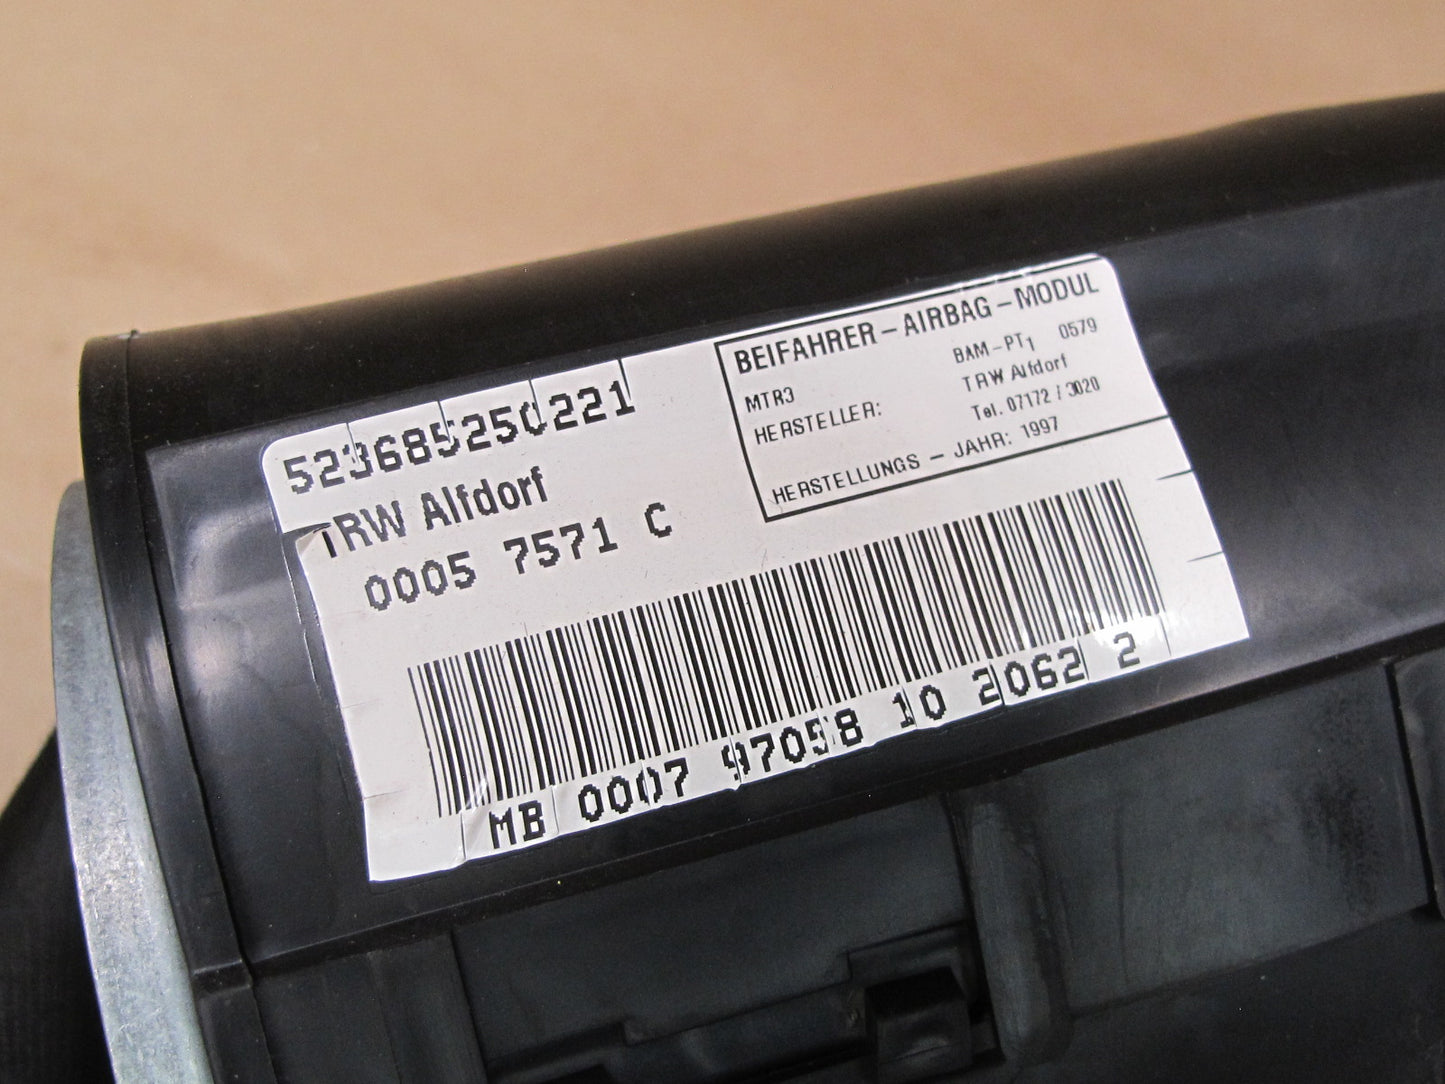 523685250221
TRW Alfdorf
0005 7571 C
BEIFAHRER-AIRBAG-MODUL
MTR3 BAM-PT1 0579
HERSTELLER: TRW Alfdorf
Tel. 07172 / 3020
HERSTELLUNGS - JAHR: 1997
MB 0007 97058 10 2062 2